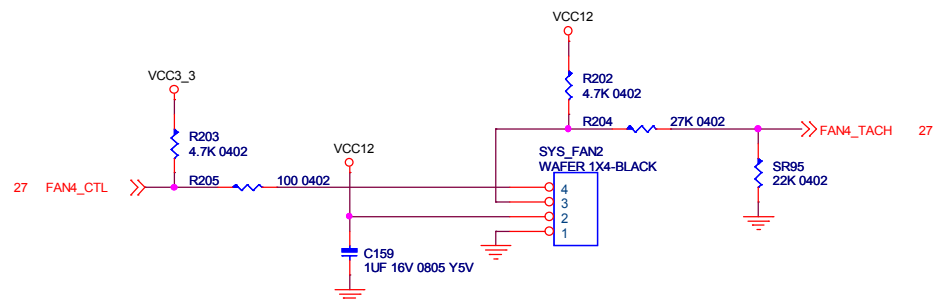 VCC12
VCC3_3
R202
4.7K 0402
R203
4.7K 0402
R204 27K 0402
FAN4_TACH 27
VCC12
SYS_FAN2
WAFER 1X4-BLACK
SR95
22K 0402
27 FAN4_CTL
R205 100 0402
4
3
2
1
C159
1UF 16V 0805 Y5V